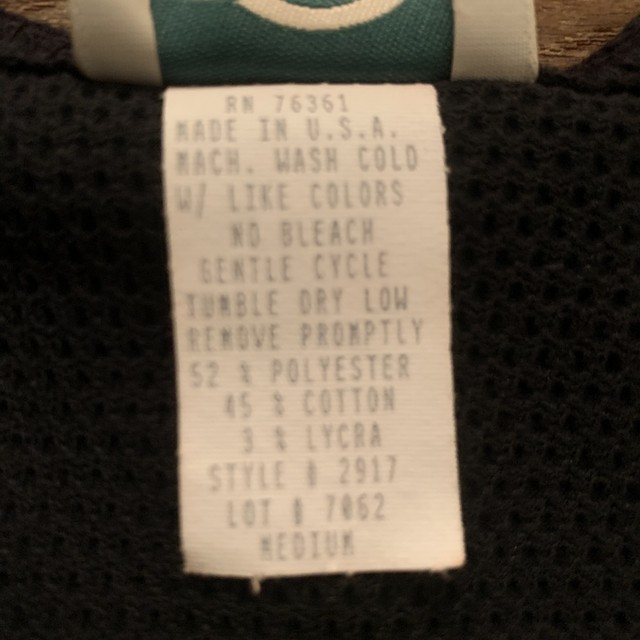 RN 76361
MADE IN U.S.A.
MACH. WASH COLD
W/ LIKE COLORS
NO BLEACH
GENTLE CYCLE
TUMBLE DRY LOW
REMOVE PROMPTLY
52 % POLYESTER
45 % COTTON
3 % LYCRA
STYLE # 2917
LOT # 7062
MEDIUM